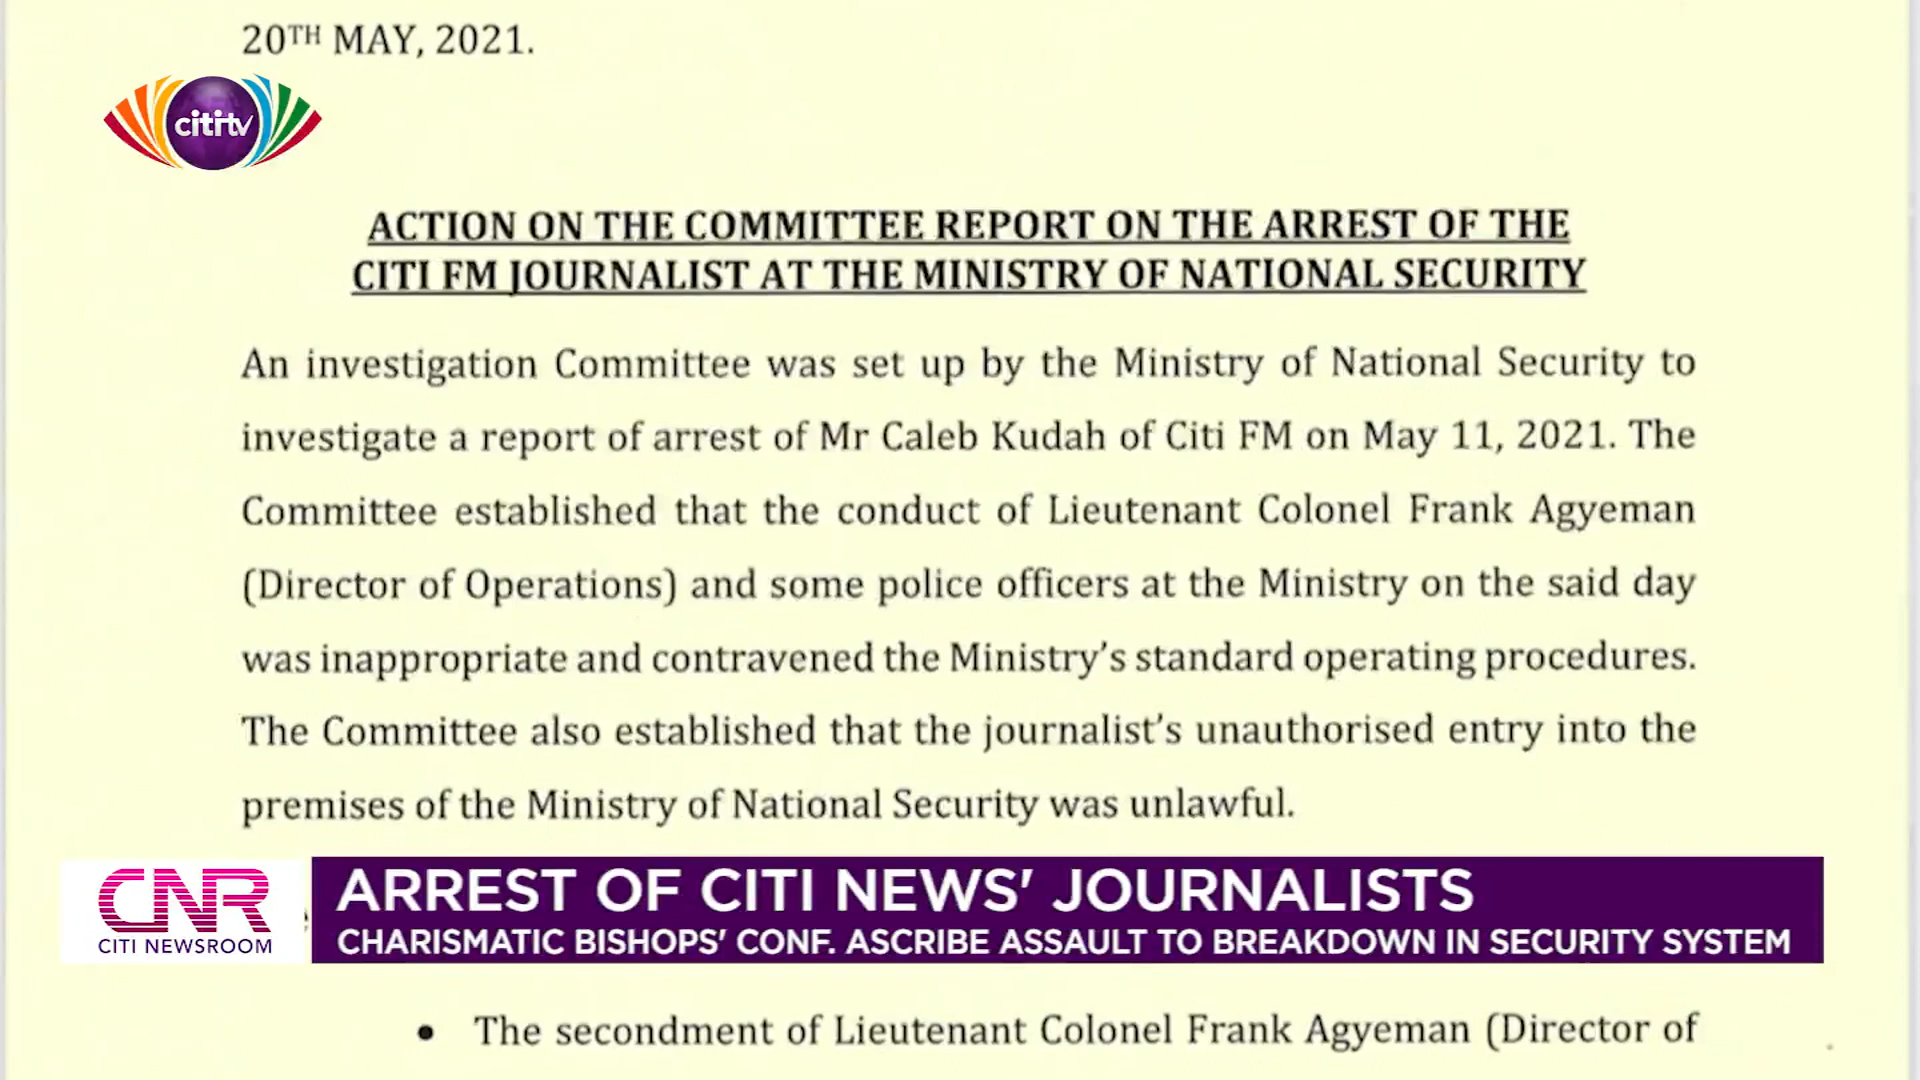 20TH MAY, 2021.
cititv
ACTION ON THE COMMITTEE REPORT ON THE ARREST OF THE
CITI FM JOURNALIST AT THE MINISTRY OF NATIONAL SECURITY
An investigation Committee was set up by the Ministry of National Security to
investigate a report of arrest of Mr Caleb Kudah of Citi FM on May 11, 2021. The
Committee established that the conduct of Lieutenant Colonel Frank Agyeman
(Director of Operations) and some police officers at the Ministry on the said day
was inappropriate and contravened the Ministry's standard operating procedures.
The Committee also established that the journalist's unauthorised entry into the
premises of the Ministry of National Security was unlawful.
CNR
CITI NEWSROOM
ARREST OF CITI NEWS' JOURNALISTS
CHARISMATIC BISHOPS' CONF. ASCRIBE ASSAULT TO BREAKDOWN IN SECURITY SYSTEM
• The secondment of Lieutenant Colonel Frank Agyeman (Director of